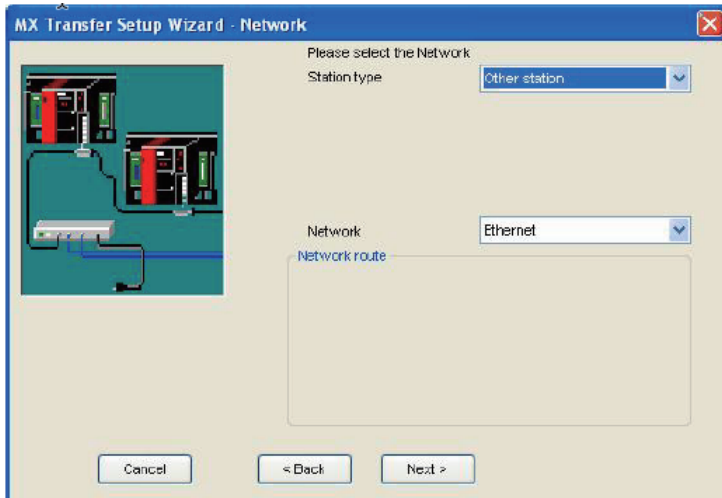 MX Transfer Setup Wizard - Network
Please select the Network
Station type Other station
Network Ethernet
Network route
Cancel < Back Next >